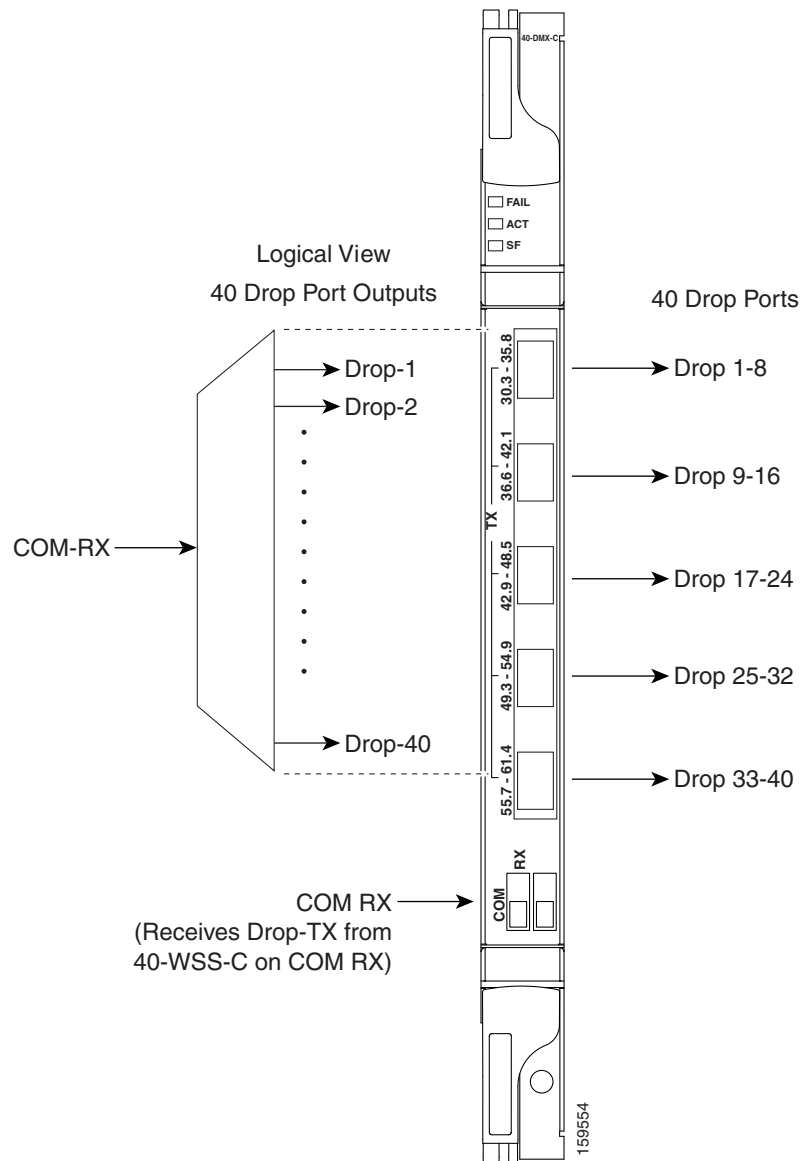 40-DMX-C
FAIL
ACT
SF
Logical View
40 Drop Port Outputs
40 Drop Ports
Drop-1
Drop-2
Drop-40
COM-RX
30.3 - 35.8
36.6 - 42.1
TX
42.9 - 48.5
49.3 - 54.9
55.7 - 61.4
Drop 1-8
Drop 9-16
Drop 17-24
Drop 25-32
Drop 33-40
RX
COM
COM RX
(Receives Drop-TX from
40-WSS-C on COM RX)
159554